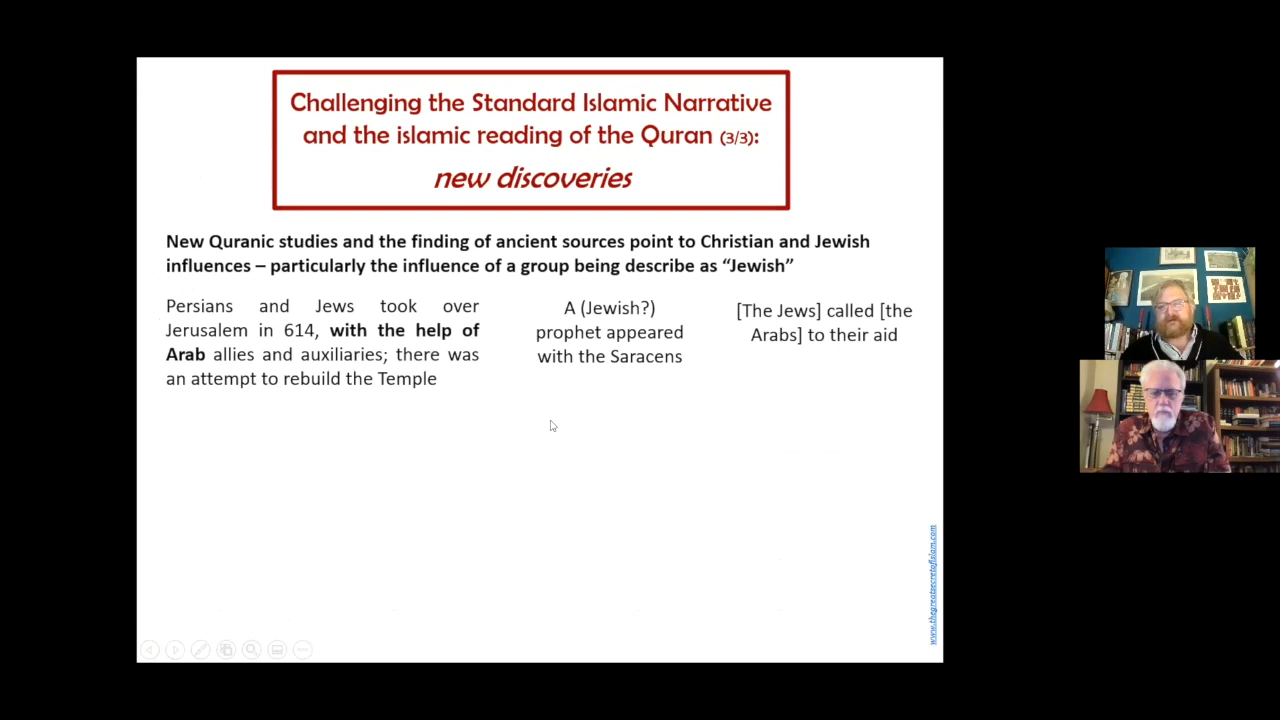 Challenging the Standard Islamic Narrative
and the islamic reading of the Quran (3/3):
new discoveries
New Quranic studies and the finding of ancient sources point to Christian and Jewish
influences – particularly the influence of a group being describe as “Jewish”
Persians and Jews took over
Jerusalem in 614, with the help of
Arab allies and auxiliaries; there was
an attempt to rebuild the Temple
A (Jewish?)
prophet appeared
with the Saracens
[The Jews] called [the
Arabs] to their aid
www.thegreatsecretofislam.com